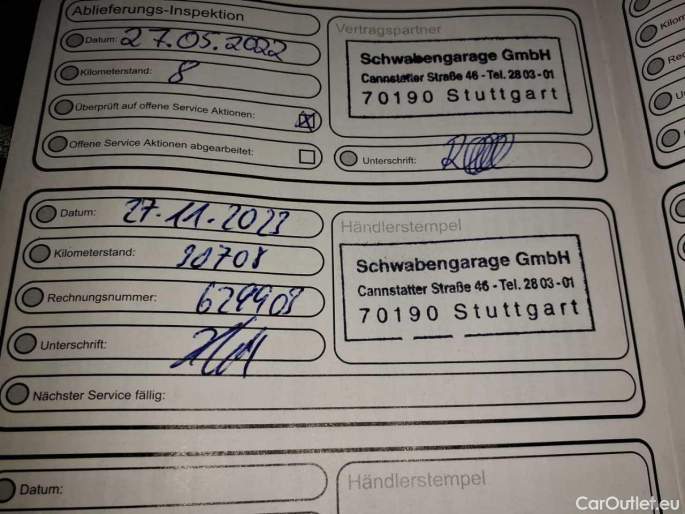 Ablieferungs-Inspektion
Datum: 27.05.2022
Kilometerstand: 8
Überprüft auf offene Service Aktionen:
Offene Service Aktionen abgearbeitet:
Vertragspartner
Schwabengarage GmbH
Cannstatter Straße 46 - Tel. 28 03 - 01
70190 Stuttgart
Unterschrift:
Datum: 27.11.2023
Kilometerstand:
Rechnungsnummer:
Unterschrift:
Händlerstempel
Schwabengarage GmbH
Cannstatter Straße 46 - Tel. 28 03 - 01
70190 Stuttgart
Nächster Service fällig:
Datum:
Händlerstempel
CarOutlet.eu